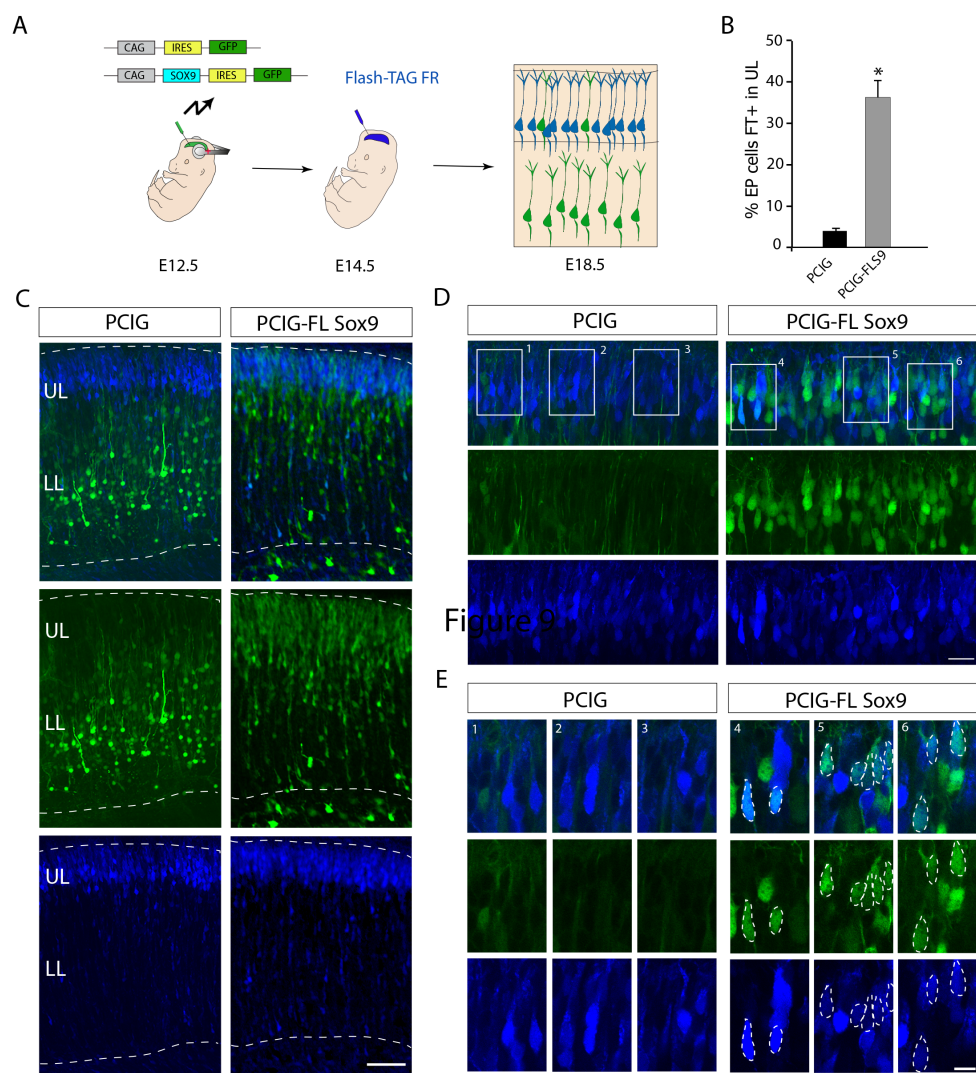 A
CAG IRES GFP
CAG SOX9 IRES GFP
Flash-TAG FR
E12.5
E14.5
E18.5
B
% EP cells FT+ in UL
50
40
30
20
10
0
*
PCIG
PCIG-FLS9
C
PCIG
PCIG-FL Sox9
UL
LL
UL
LL
UL
LL
D
PCIG
PCIG-FL Sox9
1
2
3
4
5
6
Figure 9
E
PCIG
PCIG-FL Sox9
1
2
3
4
5
6